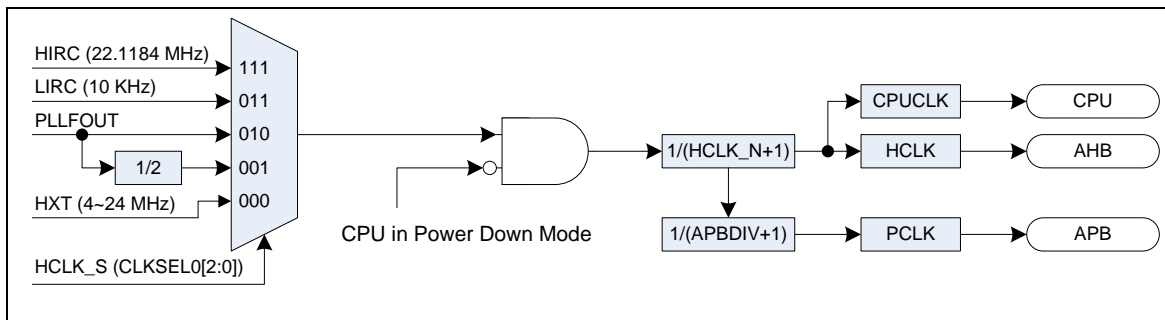 HIRC (22.1184 MHz)
111
LIRC (10 KHz)
011
PLLFOUT
010
1/2
001
HXT (4~24 MHz)
000
HCLK_S (CLKSEL0[2:0])
CPU in Power Down Mode
1/(HCLK_N+1)
1/(APBDIV+1)
CPUCLK
CPU
HCLK
AHB
PCLK
APB